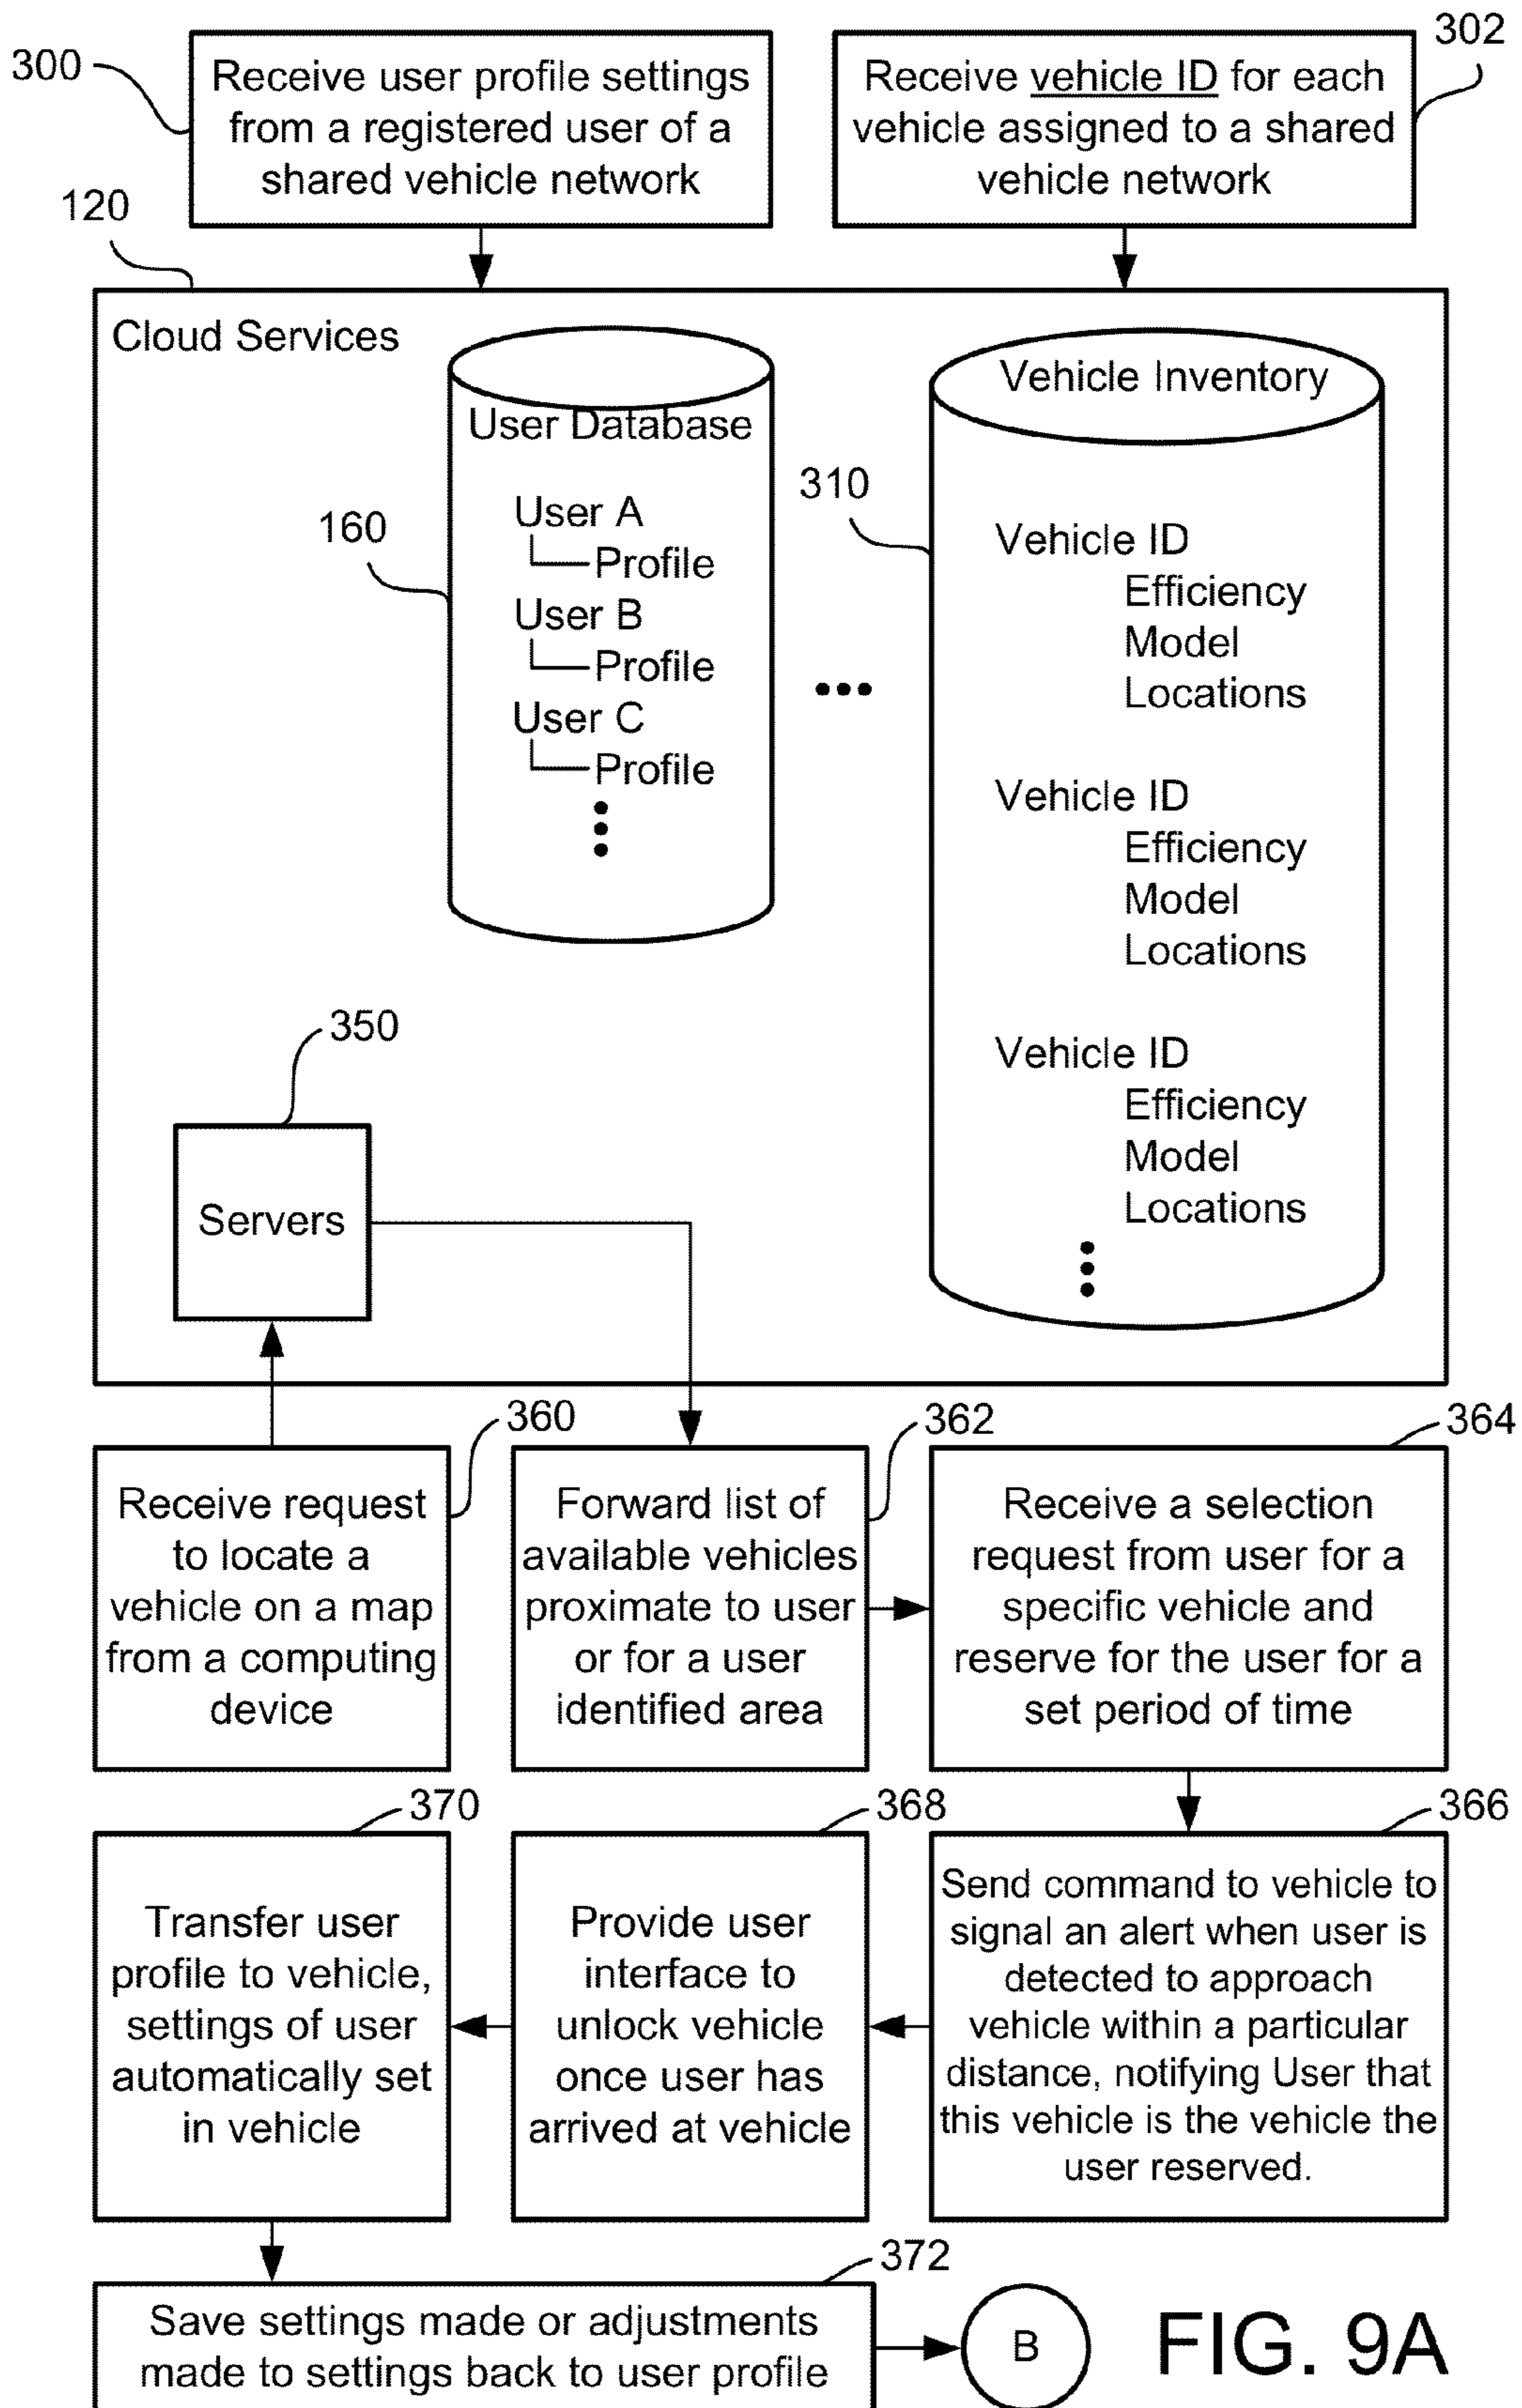 300
Receive user profile settings
from a registered user of a
shared vehicle network
302
Receive vehicle ID for each
vehicle assigned to a shared
vehicle network
120
Cloud Services
User Database
User A
Profile
User B
Profile
User C
Profile
160
310
Vehicle Inventory
Vehicle ID
Efficiency
Model
Locations
Vehicle ID
Efficiency
Model
Locations
Vehicle ID
Efficiency
Model
Locations
350
Servers
360
Receive request
to locate a
vehicle on a map
from a computing
device
362
Forward list of
available vehicles
proximate to user
or for a user
identified area
364
Receive a selection
request from user for a
specific vehicle and
reserve for the user for a
set period of time
366
Send command to vehicle to
signal an alert when user is
detected to approach
vehicle within a particular
distance, notifying User that
this vehicle is the vehicle the
user reserved.
368
Provide user
interface to
unlock vehicle
once user has
arrived at vehicle
370
Transfer user
profile to vehicle,
settings of user
automatically set
in vehicle
372
Save settings made or adjustments
made to settings back to user profile
B
FIG. 9A